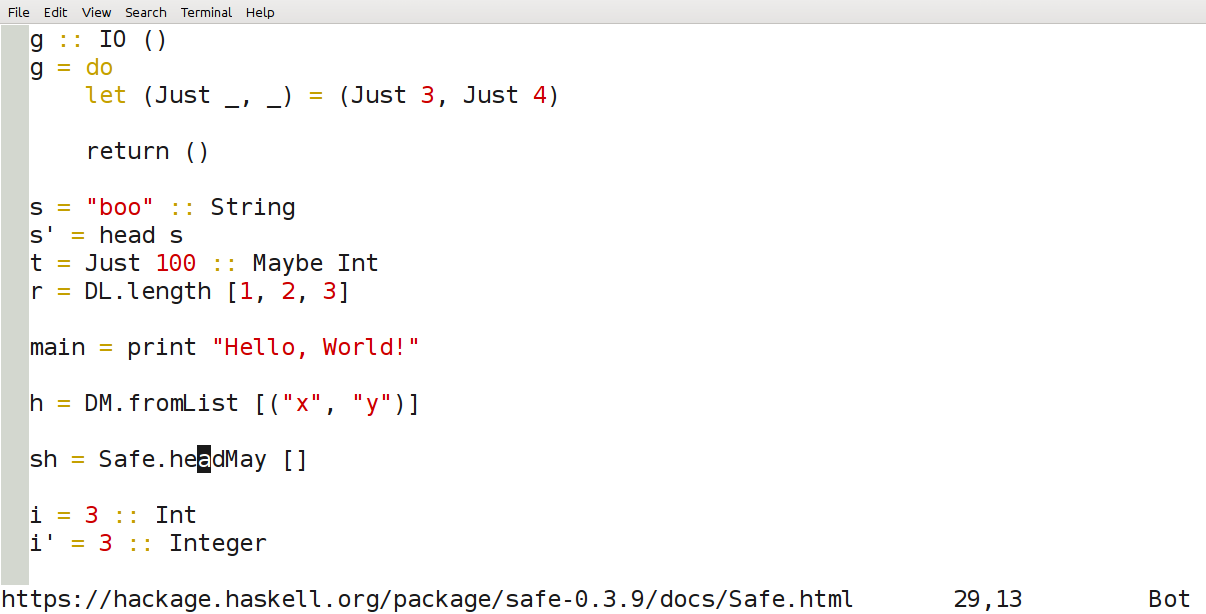 File Edit View Search Terminal Help
g :: IO ()
g = do
    let (Just _, _) = (Just 3, Just 4)
    return ()
s = "boo" :: String
s' = head s
t = Just 100 :: Maybe Int
r = DL.length [1, 2, 3]
main = print "Hello, World!"
h = DM.fromList [("x", "y")]
sh = Safe.headMay []
i = 3 :: Int
i' = 3 :: Integer
https://hackage.haskell.org/package/safe-0.3.9/docs/Safe.html 29,13 Bot